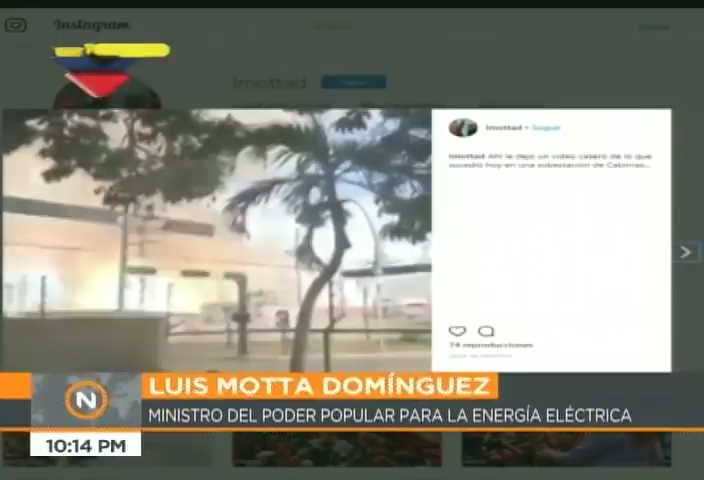 Instagram
lmottad
lmottad • Seguir
lmottad Ahí le dejo un video casero de lo que
sucedió hoy en una subestación de Cabimas...
74 reproducciones
N
LUIS MOTTA DOMÍNGUEZ
MINISTRO DEL PODER POPULAR PARA LA ENERGÍA ELÉCTRICA
10:14 PM